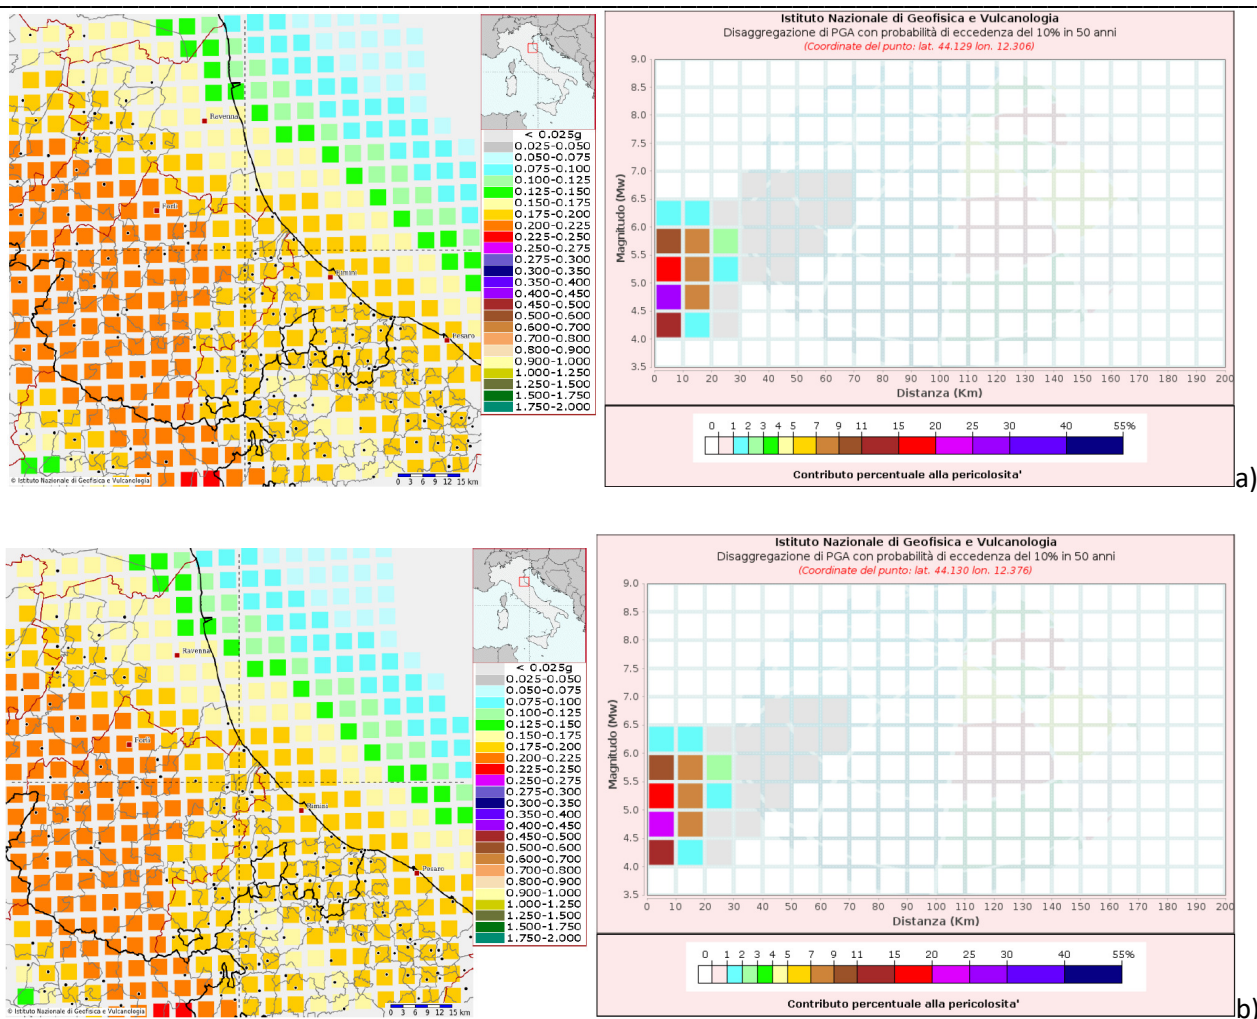 Istituto Nazionale di Geofisica e Vulcanologia
Disaggregazione di PGA con probabilità di eccedenza del 10% in 50 anni
(Coordinate del punto: lat. 44.129 lon. 12.306)
Ravenna
Forlì
Rimini
Pesaro
© Istituto Nazionale di Geofisica e Vulcanologia
0 3 6 9 12 15 km
< 0.025g
0.025-0.050
0.050-0.075
0.075-0.100
0.100-0.125
0.125-0.150
0.150-0.175
0.175-0.200
0.200-0.225
0.225-0.250
0.250-0.275
0.275-0.300
0.300-0.350
0.350-0.400
0.400-0.450
0.450-0.500
0.500-0.600
0.600-0.700
0.700-0.800
0.800-0.900
0.900-1.000
1.000-1.250
1.250-1.500
1.500-1.750
1.750-2.000
Magnitudo (Mw)
9.0
8.5
8.0
7.5
7.0
6.5
6.0
5.5
5.0
4.5
4.0
3.5
0 10 20 30 40 50 60 70 80 90 100 110 120 130 140 150 160 170 180 190 200
Distanza (Km)
0 1 2 3 4 5 7 9 11 15 20 25 30 40 55%
Contributo percentuale alla pericolosita'
a)
Istituto Nazionale di Geofisica e Vulcanologia
Disaggregazione di PGA con probabilità di eccedenza del 10% in 50 anni
(Coordinate del punto: lat. 44.130 lon. 12.376)
Ravenna
Forlì
Rimini
Pesaro
© Istituto Nazionale di Geofisica e Vulcanologia
0 3 6 9 12 15 km
< 0.025g
0.025-0.050
0.050-0.075
0.075-0.100
0.100-0.125
0.125-0.150
0.150-0.175
0.175-0.200
0.200-0.225
0.225-0.250
0.250-0.275
0.275-0.300
0.300-0.350
0.350-0.400
0.400-0.450
0.450-0.500
0.500-0.600
0.600-0.700
0.700-0.800
0.800-0.900
0.900-1.000
1.000-1.250
1.250-1.500
1.500-1.750
1.750-2.000
Magnitudo (Mw)
9.0
8.5
8.0
7.5
7.0
6.5
6.0
5.5
5.0
4.5
4.0
3.5
0 10 20 30 40 50 60 70 80 90 100 110 120 130 140 150 160 170 180 190 200
Distanza (Km)
0 1 2 3 4 5 7 9 11 15 20 25 30 40 55%
Contributo percentuale alla pericolosita'
b)